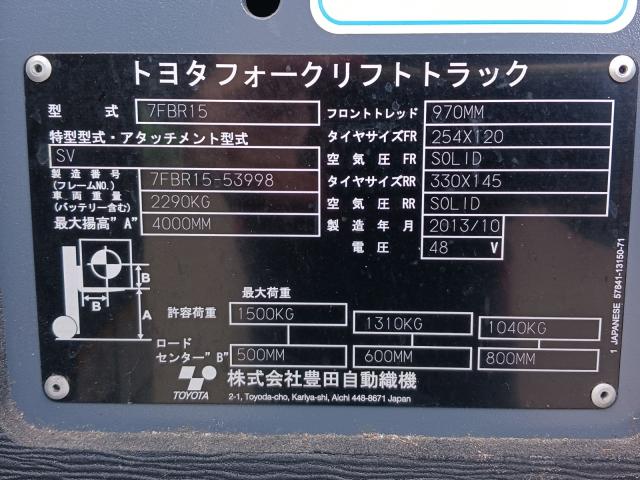 トヨタフォークリフトトラック
型 式 7FBR15
特型型式・アタッチメント型式
SV
製造番号
(フレームNO.) 7FBR15-53998
車両重量
(バッテリー含む) 2290KG
最大揚高"A" 4000MM
フロントトレッド 970MM
タイヤサイズFR 254X120
空気圧FR SOLID
タイヤサイズRR 330X145
空気圧RR SOLID
製造年月 2013/10
電圧 48 V
B
B
A
最大荷重
許容荷重 1500KG 1310KG 1040KG
ロード
センター"B" 500MM 600MM 800MM
TOYOTA
株式会社豊田自動織機
2-1, Toyoda-cho, Kariya-shi, Aichi 448-8671 Japan
1 JAPANESE 57841-13150-71